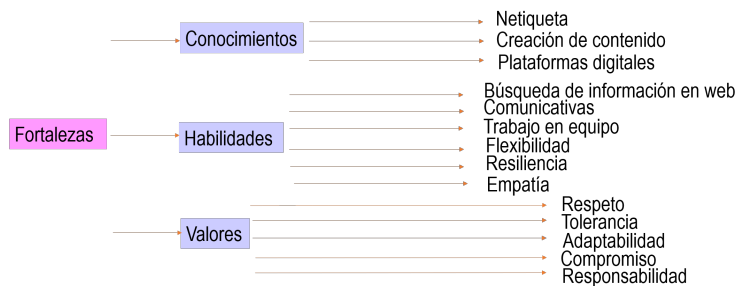 Fortalezas
Conocimientos
Netiqueta
Creación de contenido
Plataformas digitales
Habilidades
Búsqueda de información en web
Comunicativas
Trabajo en equipo
Flexibilidad
Resiliencia
Empatía
Valores
Respeto
Tolerancia
Adaptabilidad
Compromiso
Responsabilidad